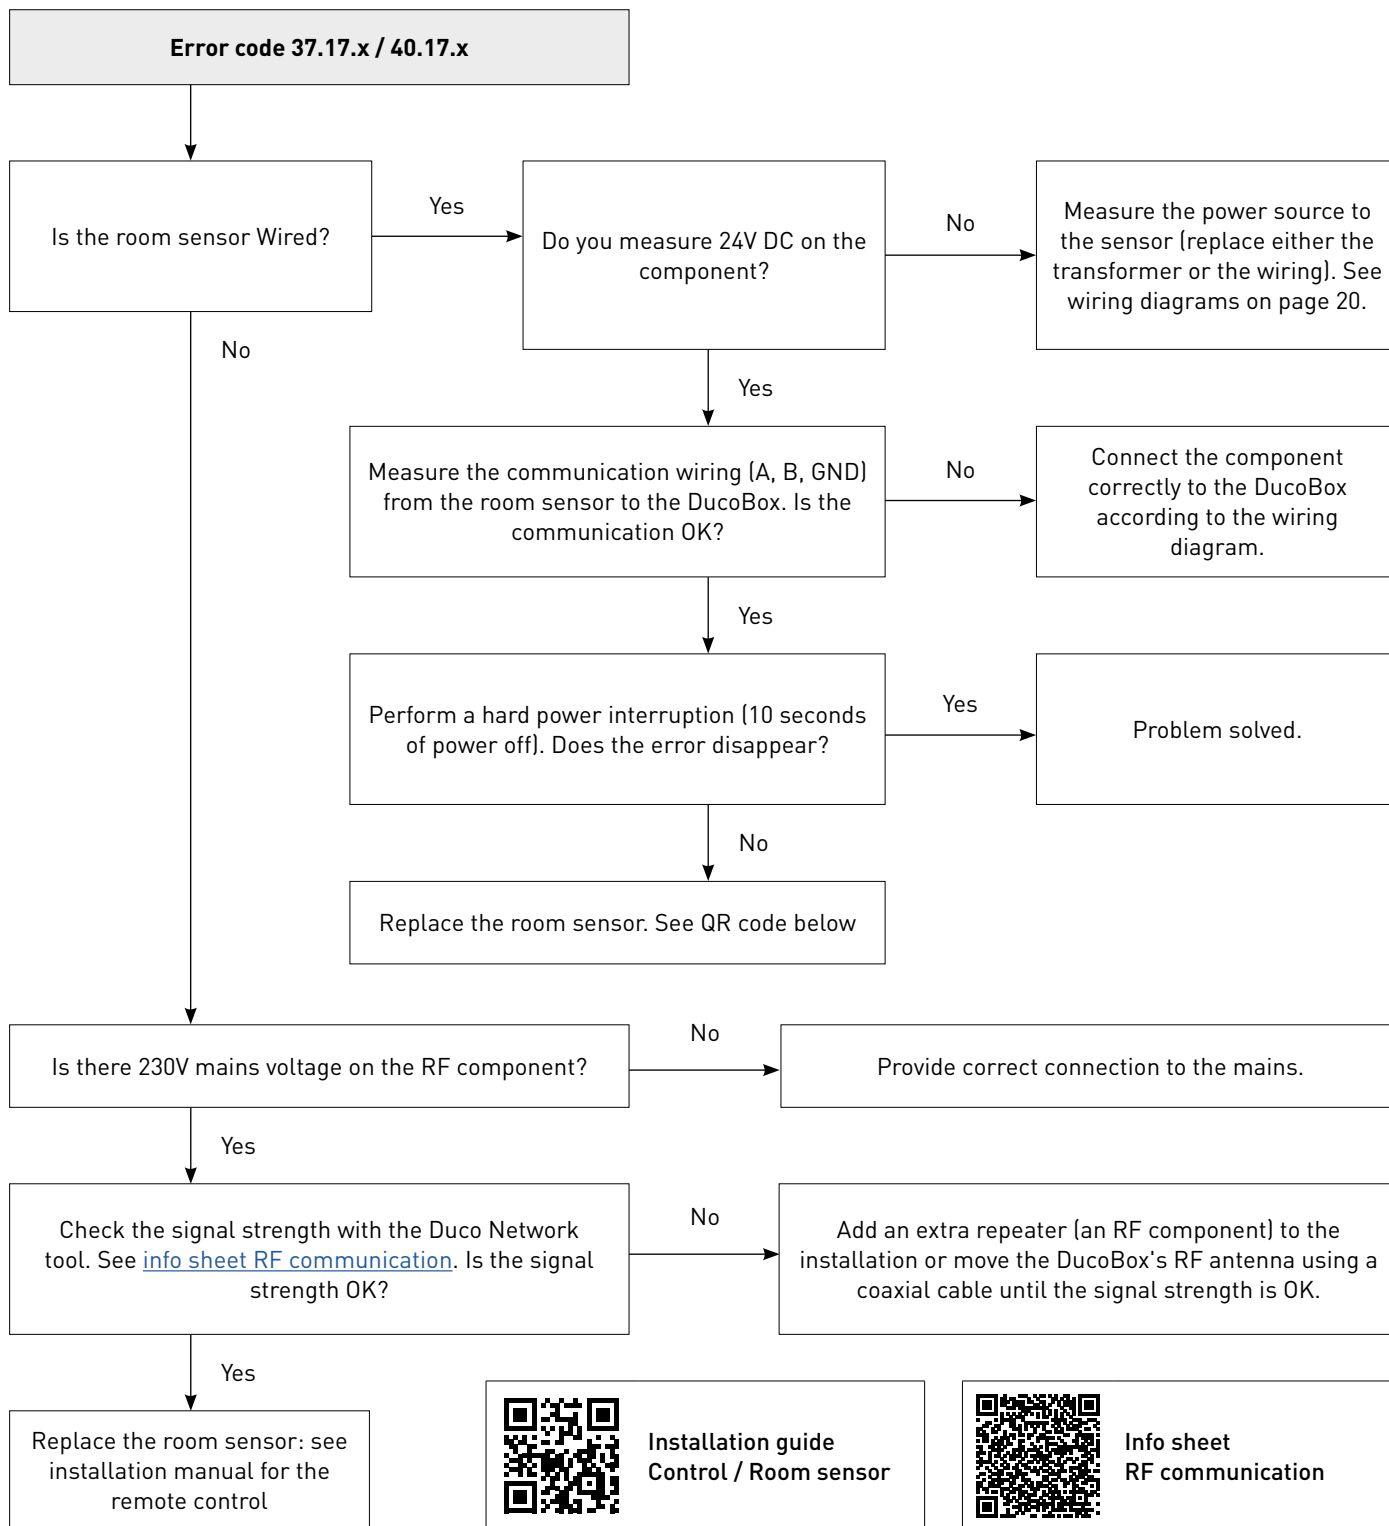 Error code 37.17.x / 40.17.x
Is the room sensor Wired?
Yes
Do you measure 24V DC on the
component?
No
Measure the power source to
the sensor (replace either the
transformer or the wiring). See
wiring diagrams on page 20.
No
Yes
Measure the communication wiring (A, B, GND)
from the room sensor to the DucoBox. Is the
communication OK?
No
Connect the component
correctly to the DucoBox
according to the wiring
diagram.
Yes
Perform a hard power interruption (10 seconds
of power off). Does the error disappear?
Yes
Problem solved.
No
Replace the room sensor. See QR code below
Is there 230V mains voltage on the RF component?
No
Provide correct connection to the mains.
Yes
Check the signal strength with the Duco Network
tool. See info sheet RF communication. Is the signal
strength OK?
No
Add an extra repeater (an RF component) to the
installation or move the DucoBox's RF antenna using a
coaxial cable until the signal strength is OK.
Yes
Replace the room sensor: see
installation manual for the
remote control
Installation guide
Control / Room sensor
Info sheet
RF communication